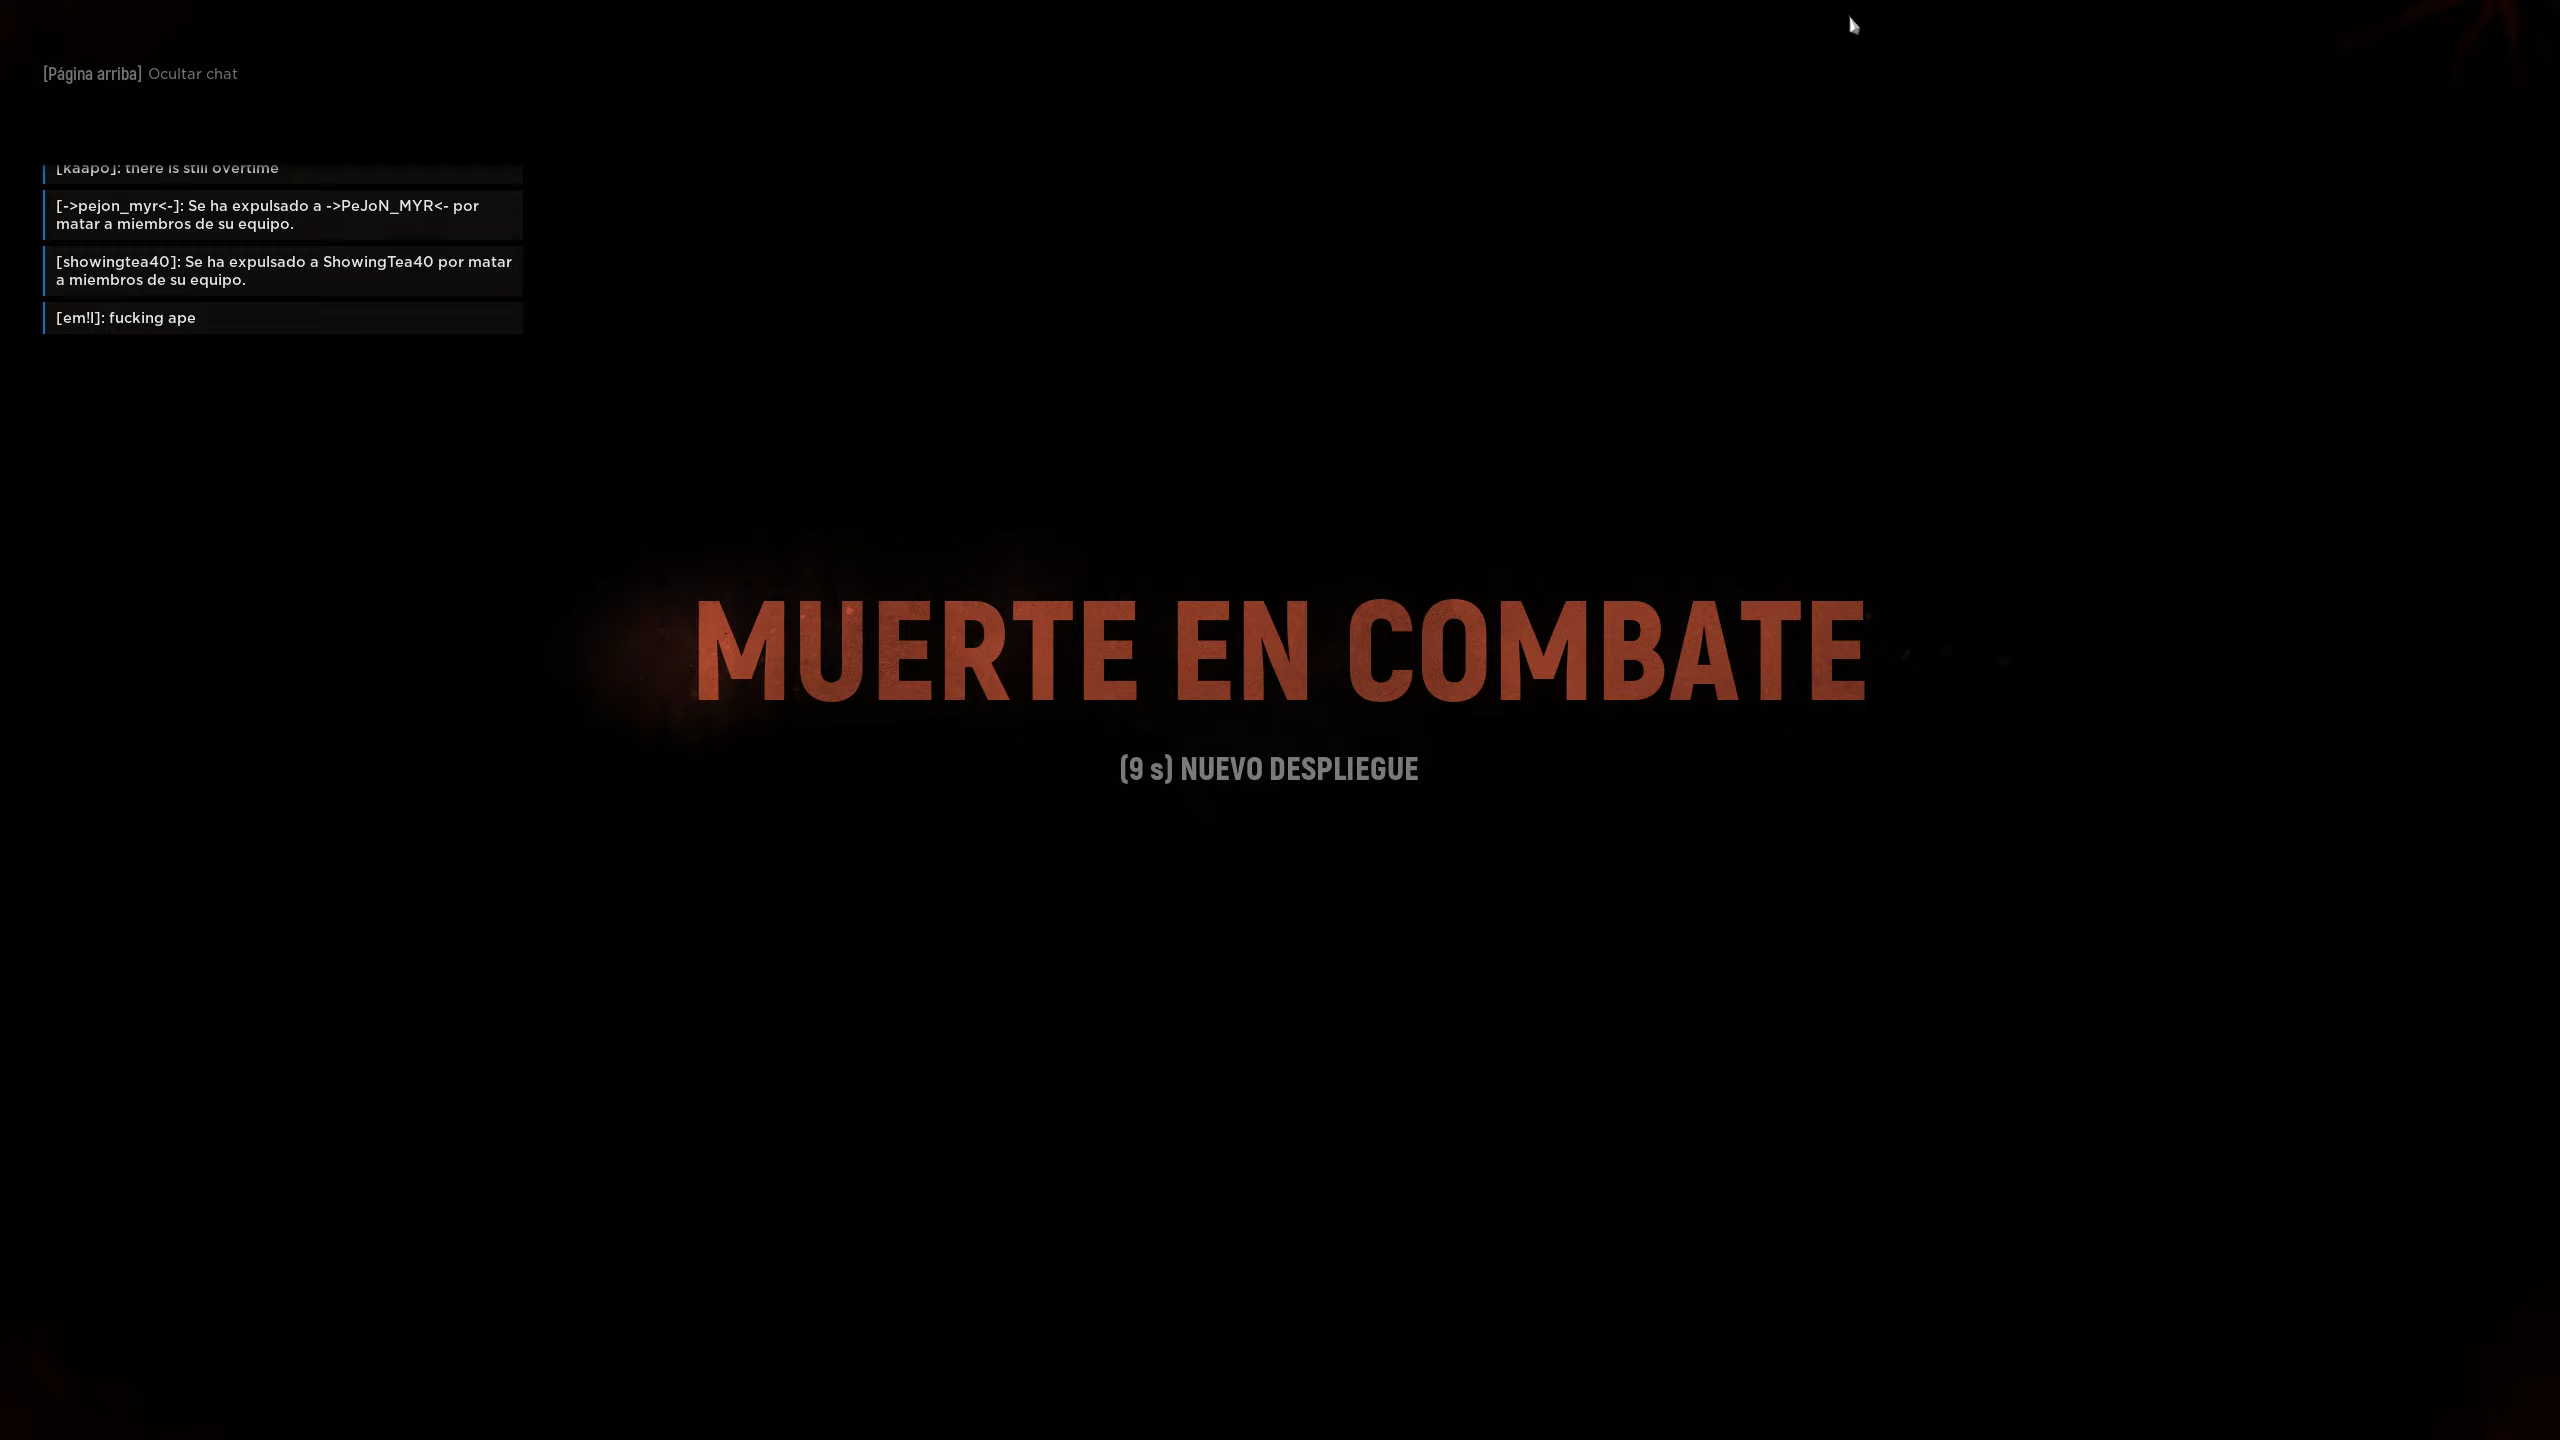 [Página arriba] Ocultar chat
[kaapo]: there is still overtime
[->pejon_myr<-]: Se ha expulsado a ->PeJoN_MYR<- por
matar a miembros de su equipo.
[showingtea40]: Se ha expulsado a ShowingTea40 por matar
a miembros de su equipo.
[em!l]: fucking ape
MUERTE EN COMBATE
(9 s) NUEVO DESPLIEGUE